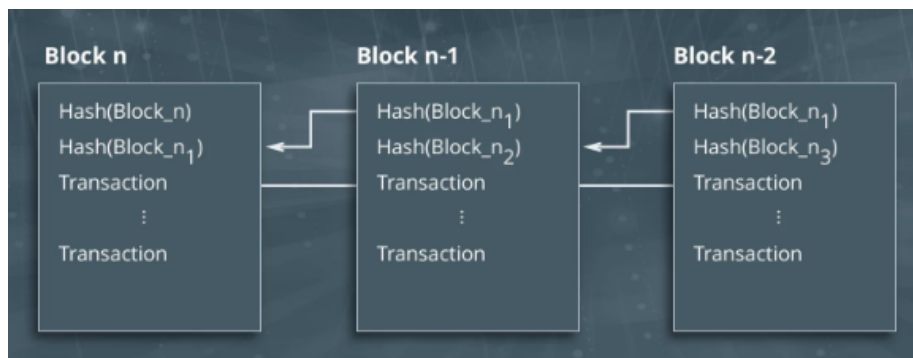 Block n
Hash(Block_n)
Hash(Block_n₁)
Transaction
⋮
Transaction
Block n-1
Hash(Block_n₁)
Hash(Block_n₂)
Transaction
⋮
Transaction
Block n-2
Hash(Block_n₁)
Hash(Block_n₃)
Transaction
⋮
Transaction